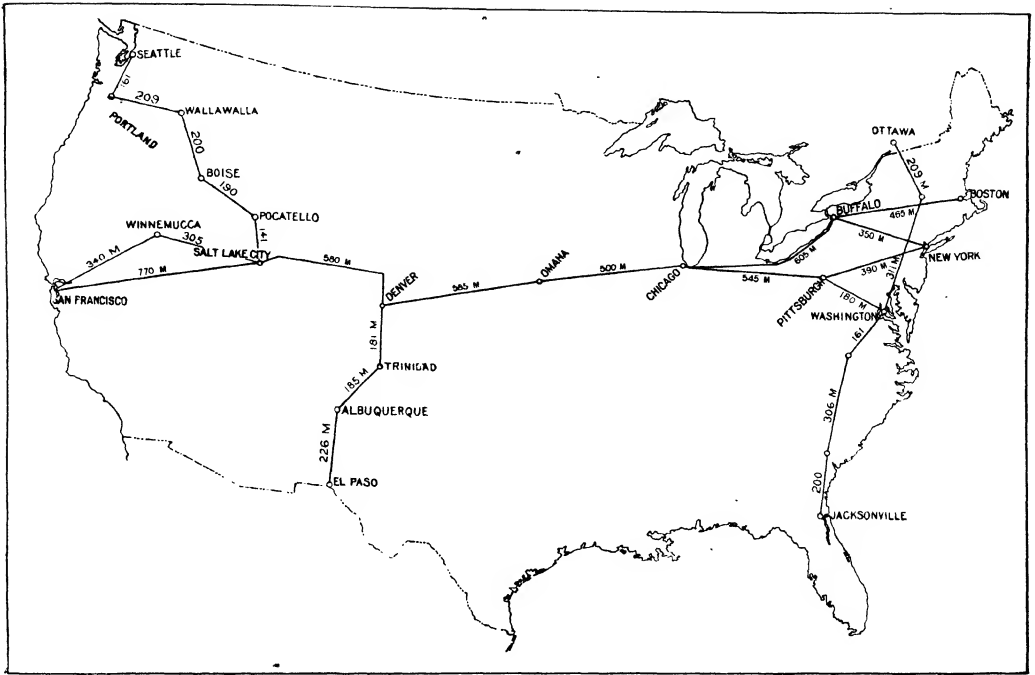 SEATTLE
161
209
WALLAWALLA
PORTLAND
200
BOISE
190
POCATELLO
141
WINNEMUCCA
305
340 M
SALT LAKE CITY
770 M
SAN FRANCISCO
580 M
DENVER
585 M
OMAHA
500 M
CHICAGO
545 M
605 M
BUFFALO
465 M
BOSTON
OTTAWA
209 M
350 M
NEW YORK
390 M
311 M
PITTSBURGH
180 M
WASHINGTON
161
306 M
200
JACKSONVILLE
181 M
TRINIDAD
185 M
ALBUQUERQUE
226 M
EL PASO